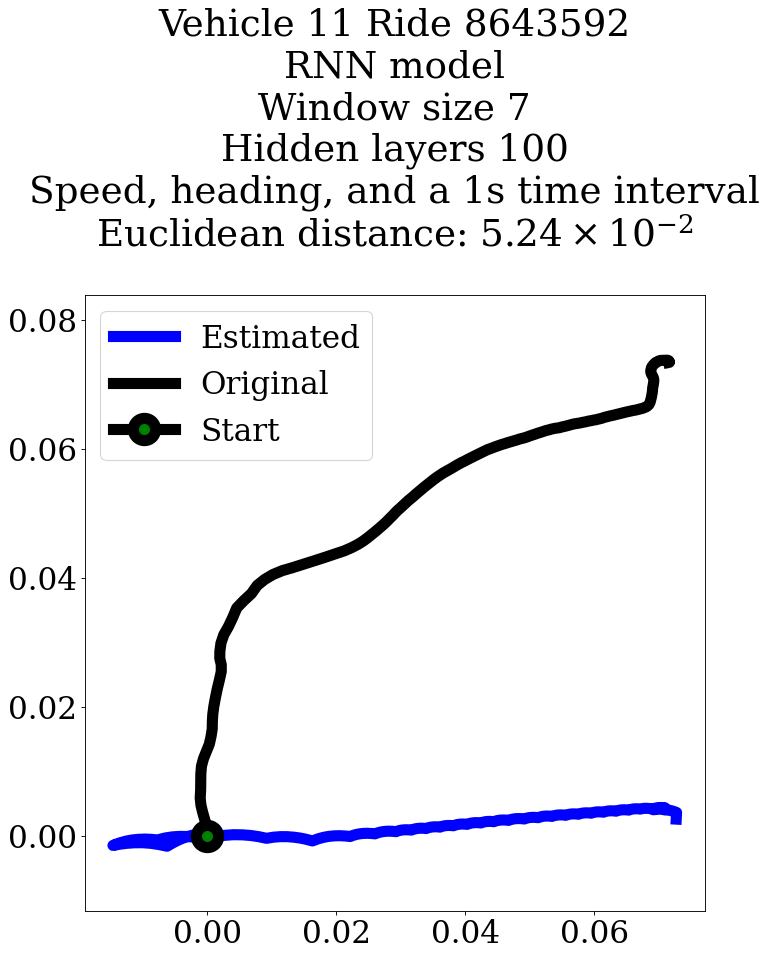 Vehicle 11 Ride 8643592
RNN model
Window size 7
Hidden layers 100
Speed, heading, and a 1s time interval
Euclidean distance: 5.24 × 10⁻²
0.08
0.06
0.04
0.02
0.00
Estimated
Original
Start
0.00 0.02 0.04 0.06